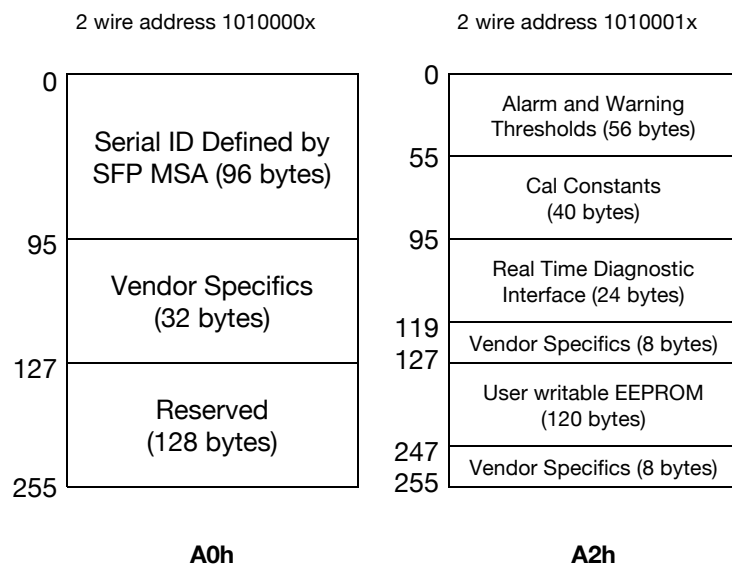 2 wire address 1010000x
0
Serial ID Defined by
SFP MSA (96 bytes)
95
Vendor Specifics
(32 bytes)
127
Reserved
(128 bytes)
255
A0h
2 wire address 1010001x
0
Alarm and Warning
Thresholds (56 bytes)
55
Cal Constants
(40 bytes)
95
Real Time Diagnostic
Interface (24 bytes)
119
Vendor Specifics (8 bytes)
127
User writable EEPROM
(120 bytes)
247
Vendor Specifics (8 bytes)
255
A2h